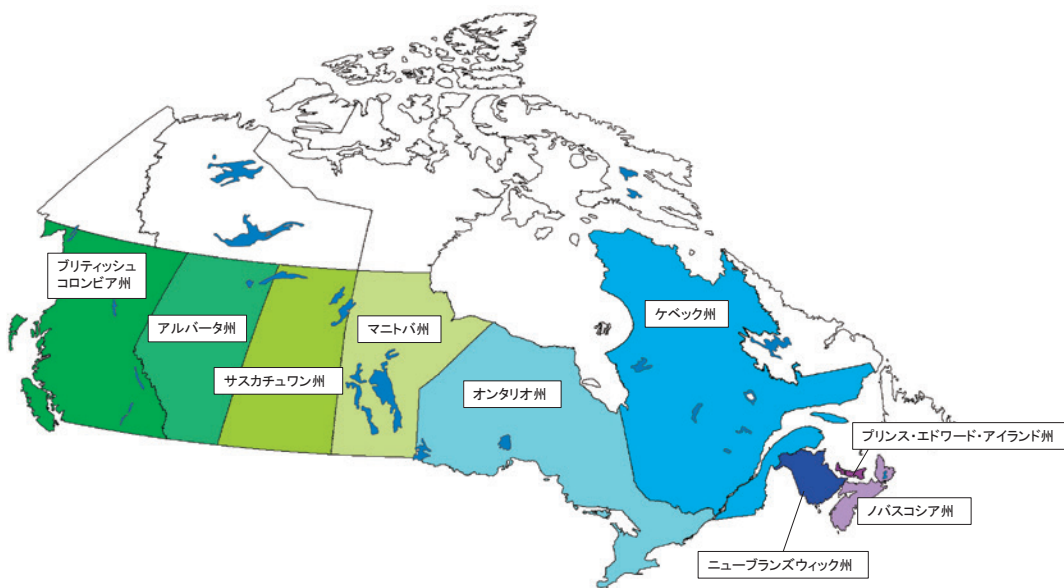 ブリティッシュ
コロンビア州
アルバータ州
サスカチュワン州
マニトバ州
オンタリオ州
ケベック州
プリンス・エドワード・アイランド州
ノバスコシア州
ニューブランズウィック州